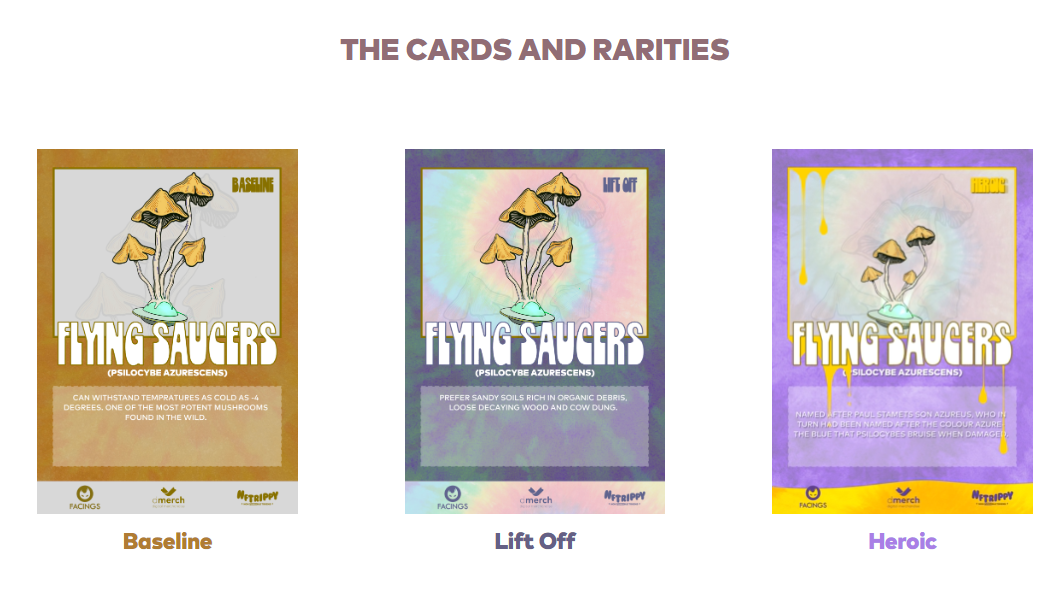 THE CARDS AND RARITIES
BASELINE
FLYING SAUCERS
(PSILOCYBE AZURESCENS)
CAN WITHSTAND TEMPRATURES AS COLD AS -4
DEGREES. ONE OF THE MOST POTENT MUSHROOMS
FOUND IN THE WILD.
FACINGS
dmerch
NFTRIPPY
Baseline
LIFT OFF
FLYING SAUCERS
(PSILOCYBE AZURESCENS)
PREFER SANDY SOILS RICH IN ORGANIC DEBRIS,
LOOSE DECAYING WOOD AND COW DUNG.
FACINGS
dmerch
NFTRIPPY
Lift Off
HEROIC
FLYING SAUCERS
(PSILOCYBE AZURESCENS)
NAMED AFTER PAUL STAMETS SON AZUREUS, WHO IN
TURN HAD BEEN NAMED AFTER THE COLOUR AZURE-
THE BLUE THAT PSILOCYBES BRUISE WHEN DAMAGED.
FACINGS
dmerch
NFTRIPPY
Heroic